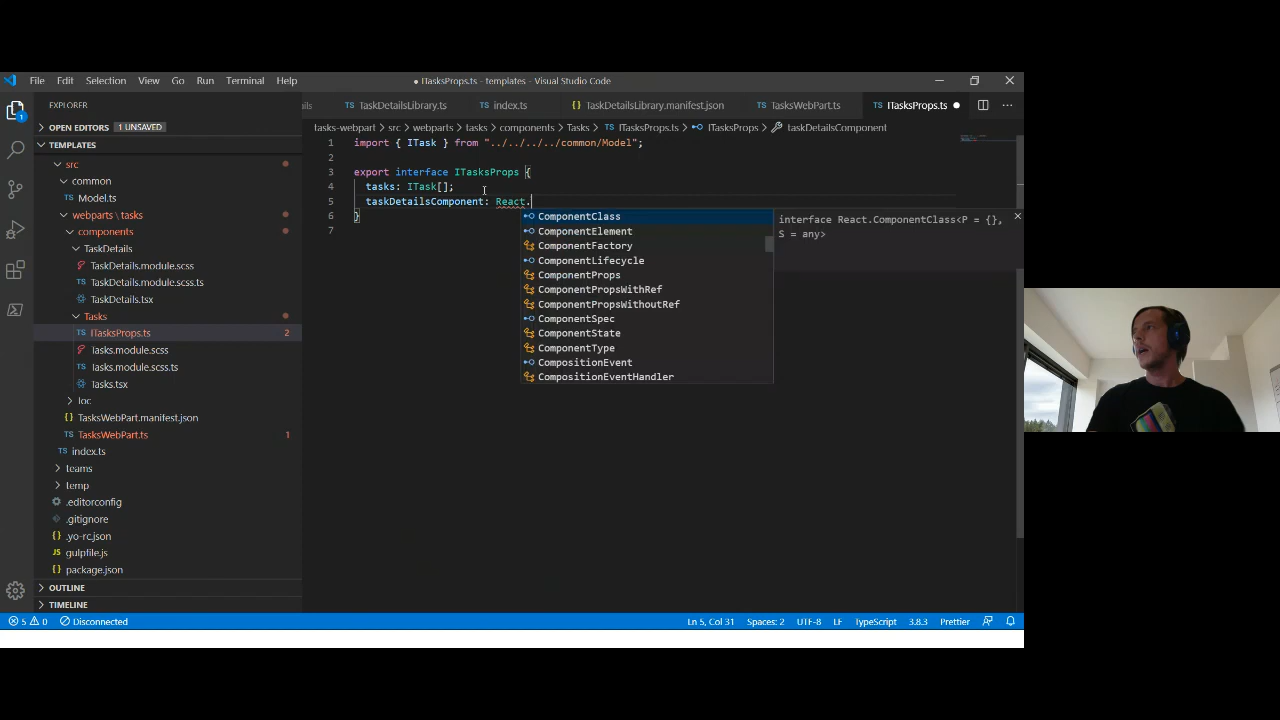 File Edit Selection View Go Run Terminal Help
ITasksProps.ts - templates - Visual Studio Code
EXPLORER
OPEN EDITORS 1 UNSAVED
TEMPLATES
src
common
Model.ts
webparts \ tasks
components
TaskDetails
TaskDetails.module.scss
TaskDetails.module.scss.ts
TaskDetails.tsx
Tasks
ITasksProps.ts 2
Tasks.module.scss
Tasks.module.scss.ts
Tasks.tsx
loc
TasksWebPart.manifest.json
TasksWebPart.ts 1
index.ts
teams
temp
.editorconfig
.gitignore
.yo-rc.json
gulpfile.js
package.json
OUTLINE
TIMELINE
ils TaskDetailsLibrary.ts index.ts TaskDetailsLibrary.manifest.json TasksWebPart.ts ITasksProps.ts
tasks-webpart > src > webparts > tasks > components > Tasks > ITasksProps.ts > ITasksProps > taskDetailsComponent
1 import { ITask } from "../../../../common/Model";
2
3 export interface ITasksProps {
4 tasks: ITask[];
5 taskDetailsComponent: React.
6 }
7
ComponentClass
ComponentElement
ComponentFactory
ComponentLifecycle
ComponentProps
ComponentPropsWithRef
ComponentPropsWithoutRef
ComponentSpec
ComponentState
ComponentType
CompositionEvent
CompositionEventHandler
interface React.ComponentClass<P = {},
S = any>
1
5 0 Disconnected
Ln 5, Col 31 Spaces: 2 UTF-8 LF TypeScript 3.8.3 Prettier